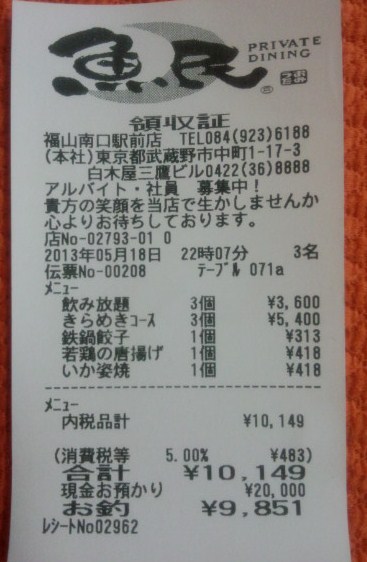 魚民 PRIVATE
DINING
領収証
福山南口駅前店 TEL084(923)6188
(本社)東京都武蔵野市中町1-17-3
白木屋三鷹ビル0422(36)8888
アルバイト・社員 募集中!
貴方の笑顔を当店で生かしませんか
心よりお待ちしております。
店No-02793-01 0
2013年05月18日 22時07分 3名
伝票No-00208 ﾃｰﾌﾞﾙ 071a
ﾒﾆｭｰ
飲み放題 3個 ¥3,600
きらめきｺｰｽ 3個 ¥5,400
鉄鍋餃子 1個 ¥313
若鶏の唐揚げ 1個 ¥418
いか姿焼 1個 ¥418
ﾒﾆｭｰ
内税品計 ¥10,149
(消費税等 5.00% ¥483)
合計 ¥10,149
現金お預かり ¥20,000
お釣 ¥9,851
ﾚｼｰﾄNo02962